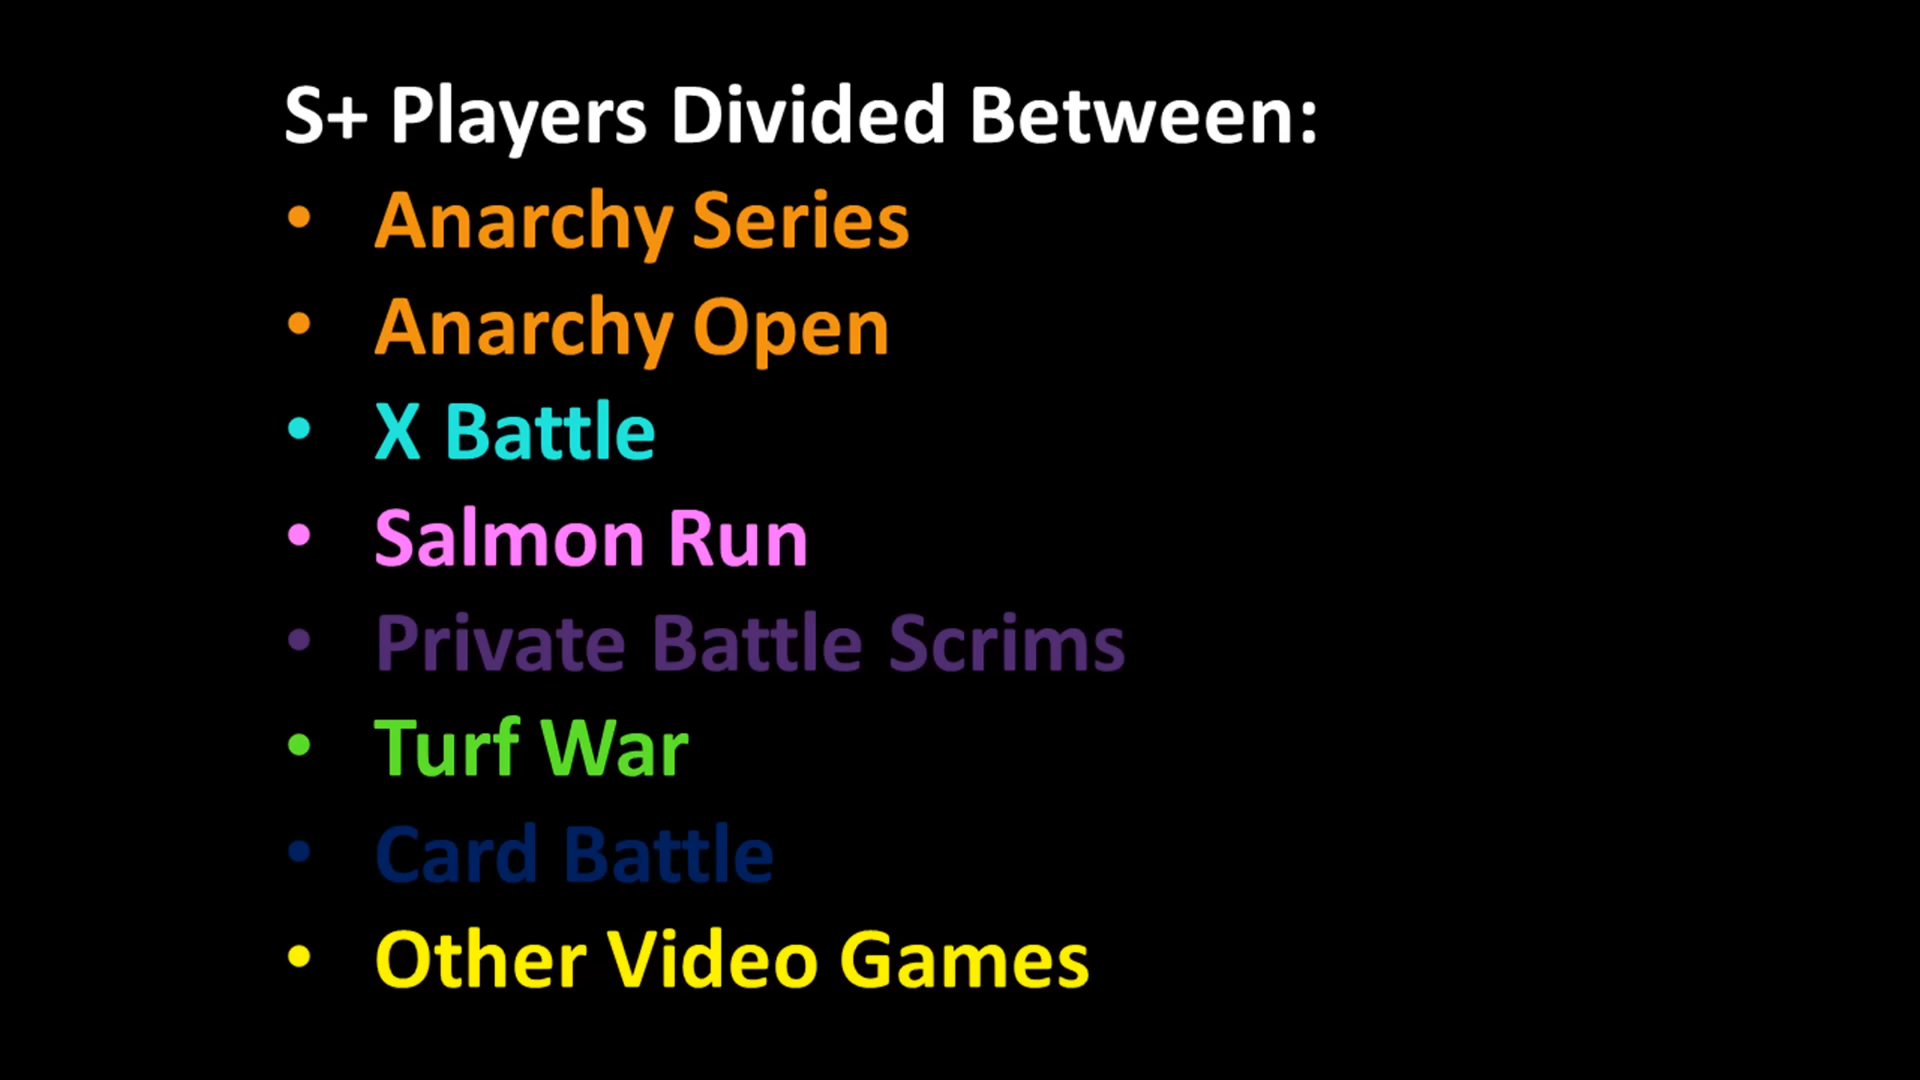 S+ Players Divided Between:
• Anarchy Series
• Anarchy Open
• X Battle
• Salmon Run
• Private Battle Scrims
• Turf War
• Card Battle
• Other Video Games